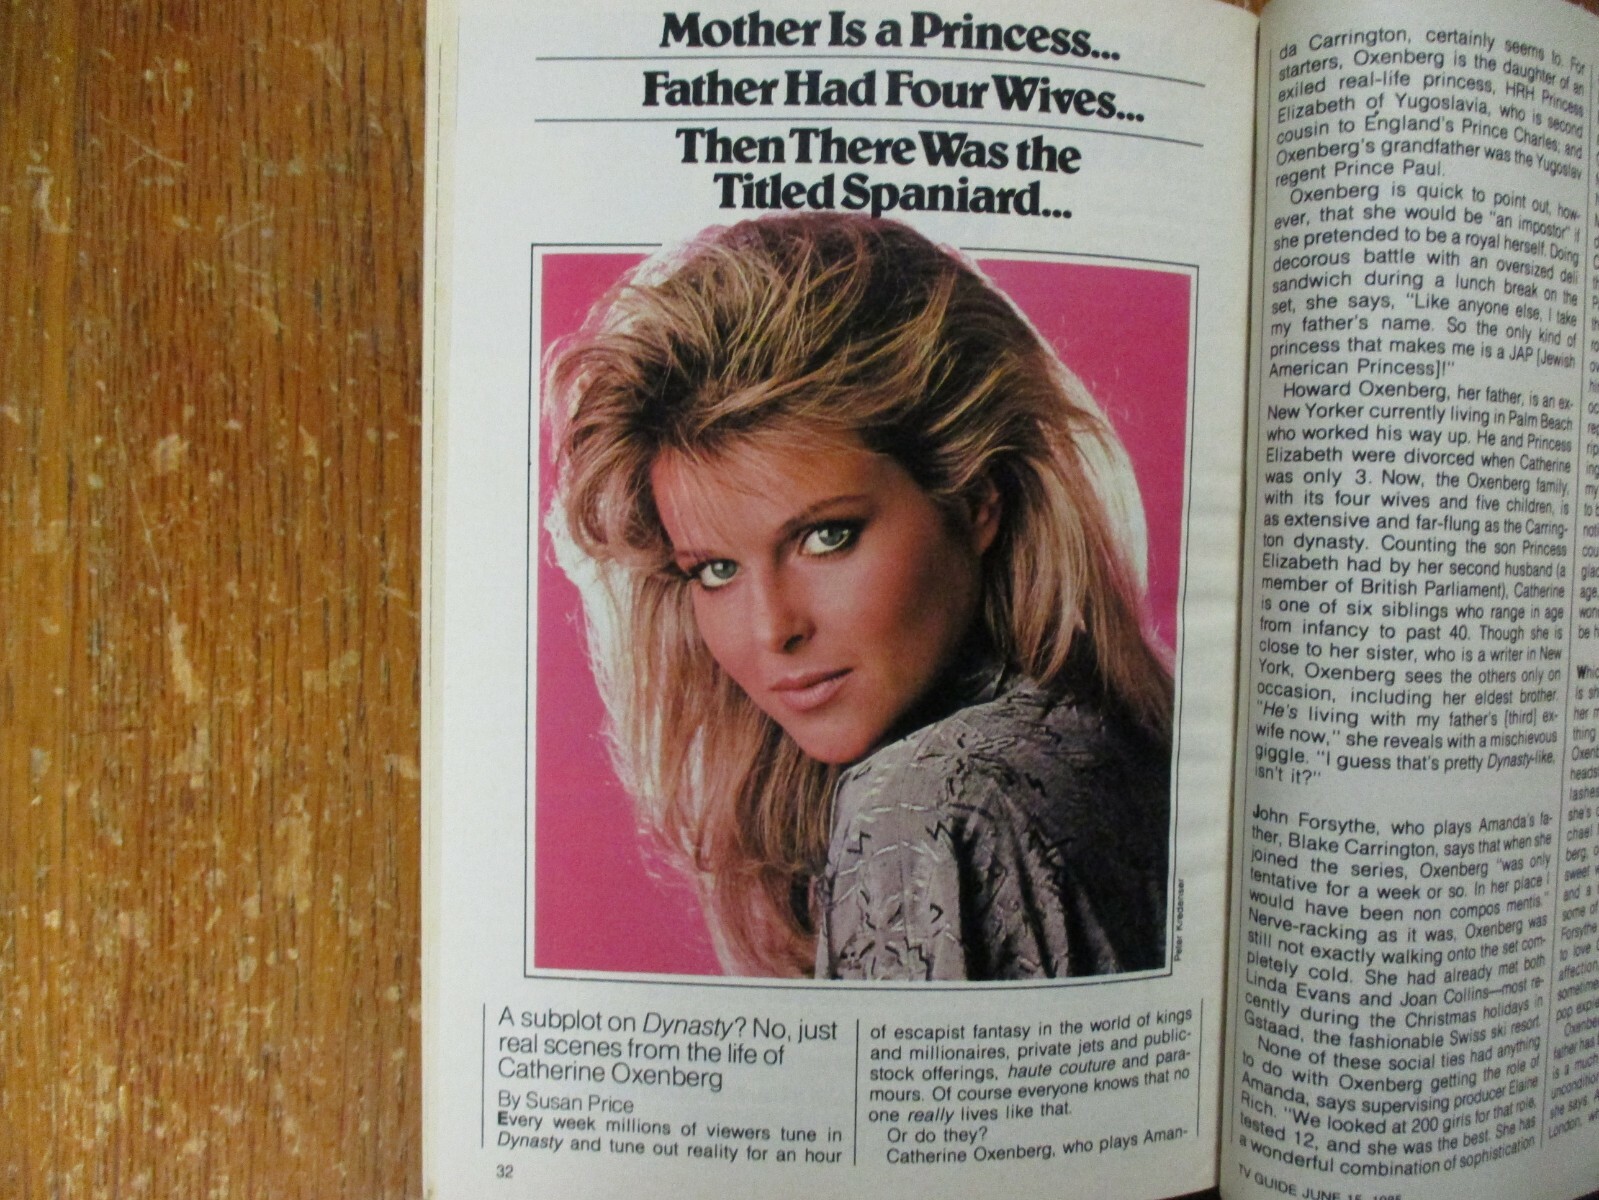 Mother Is a Princess...
Father Had Four Wives...
Then There Was the
Titled Spaniard...
Peter Kredenser
A subplot on Dynasty? No, just
real scenes from the life of
Catherine Oxenberg
By Susan Price
Every week millions of viewers tune in
Dynasty and tune out reality for an hour
32
of escapist fantasy in the world of kings
and millionaires, private jets and public-
stock offerings, haute couture and para-
mours. Of course everyone knows that no
one really lives like that.
Or do they?
Catherine Oxenberg, who plays Aman-
da Carrington, certainly seems to. For
starters, Oxenberg is the daughter of an
exiled real-life princess, HRH Princess
Elizabeth of Yugoslavia, who is second
cousin to England's Prince Charles; and
Oxenberg's grandfather was the Yugoslav
regent Prince Paul.
Oxenberg is quick to point out, how-
ever, that she would be "an impostor" if
she pretended to be a royal herself. Doing
decorous battle with an oversized deli
sandwich during a lunch break on the
set, she says, "Like anyone else, I take
my father's name. So the only kind of
princess that makes me is a JAP [Jewish
American Princess]!"
Howard Oxenberg, her father, is an ex-
New Yorker currently living in Palm Beach
who worked his way up. He and Princess
Elizabeth were divorced when Catherine
was only 3. Now, the Oxenberg family,
with its four wives and five children, is
as extensive and far-flung as the Carring-
ton dynasty. Counting the son Princess
Elizabeth had by her second husband (a
member of British Parliament), Catherine
is one of six siblings who range in age
from infancy to past 40. Though she is
close to her sister, who is a writer in New
York, Oxenberg sees the others only on
occasion, including her eldest brother.
"He's living with my father's [third] ex-
wife now," she reveals with a mischievous
giggle. "I guess that's pretty Dynasty-like,
isn't it?"
John Forsythe, who plays Amanda's fa-
ther, Blake Carrington, says that when she
joined the series, Oxenberg "was only
tentative for a week or so. In her place I
would have been non compos mentis."
Nerve-racking as it was, Oxenberg was
still not exactly walking onto the set com-
pletely cold. She had already met both
Linda Evans and Joan Collins—most re-
cently during the Christmas holidays in
Gstaad, the fashionable Swiss ski resort.
None of these social ties had anything
to do with Oxenberg getting the role of
Amanda, says supervising producer Elaine
Rich. "We looked at 200 girls for that role,
tested 12, and she was the best. She has
a wonderful combination of sophistication
TV GUIDE JUNE 15, 1985